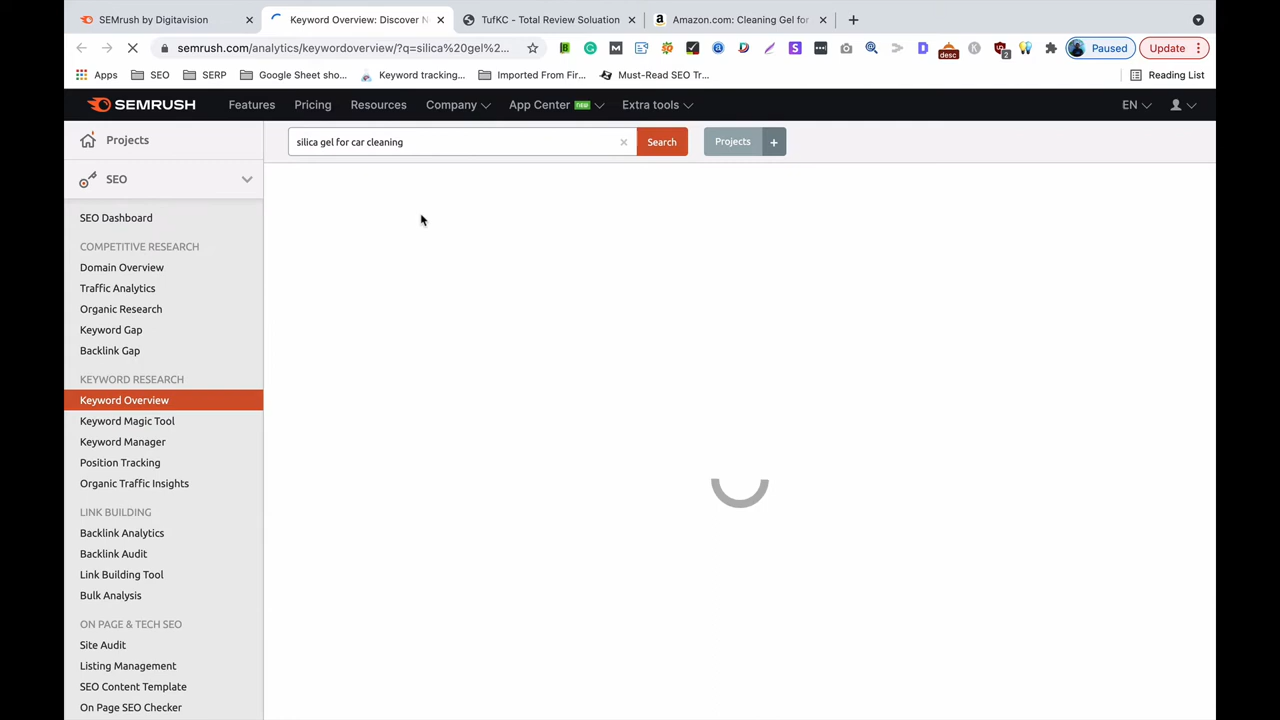 SEMrush by Digitavision
Keyword Overview: Discover N
TufKC - Total Review Soluation
Amazon.com: Cleaning Gel for
semrush.com/analytics/keywordoverview/?q=silica%20gel%2...
desc
2
Paused
Update
Apps
SEO
SERP
Google Sheet sho...
Keyword tracking,...
Imported From Fir...
Must-Read SEO Tr...
Reading List
SEMRUSH
Features
Pricing
Resources
Company
App Center NEW
Extra tools
EN
Projects
silica gel for car cleaning
Search
Projects
+
SEO
SEO Dashboard
COMPETITIVE RESEARCH
Domain Overview
Traffic Analytics
Organic Research
Keyword Gap
Backlink Gap
KEYWORD RESEARCH
Keyword Overview
Keyword Magic Tool
Keyword Manager
Position Tracking
Organic Traffic Insights
LINK BUILDING
Backlink Analytics
Backlink Audit
Link Building Tool
Bulk Analysis
ON PAGE & TECH SEO
Site Audit
Listing Management
SEO Content Template
On Page SEO Checker